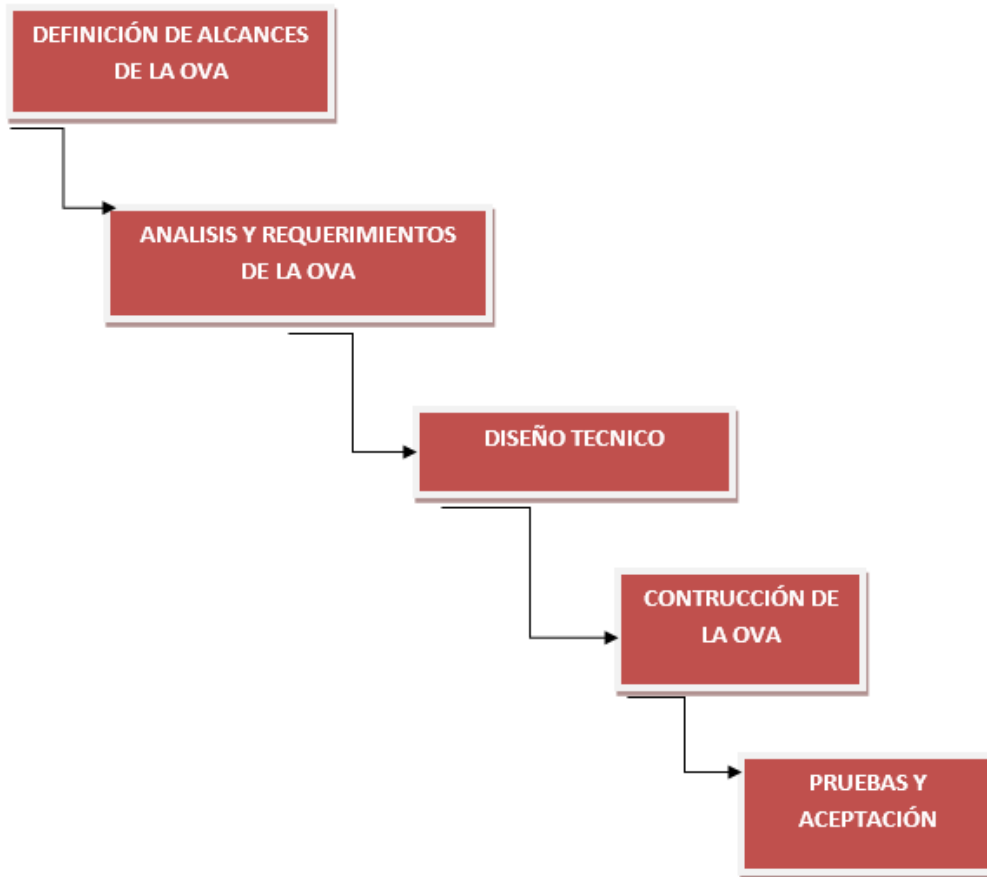 DEFINICIÓN DE ALCANCES
DE LA OVA
ANALISIS Y REQUERIMIENTOS
DE LA OVA
DISEÑO TECNICO
CONTRUCCIÓN DE
LA OVA
PRUEBAS Y
ACEPTACIÓN